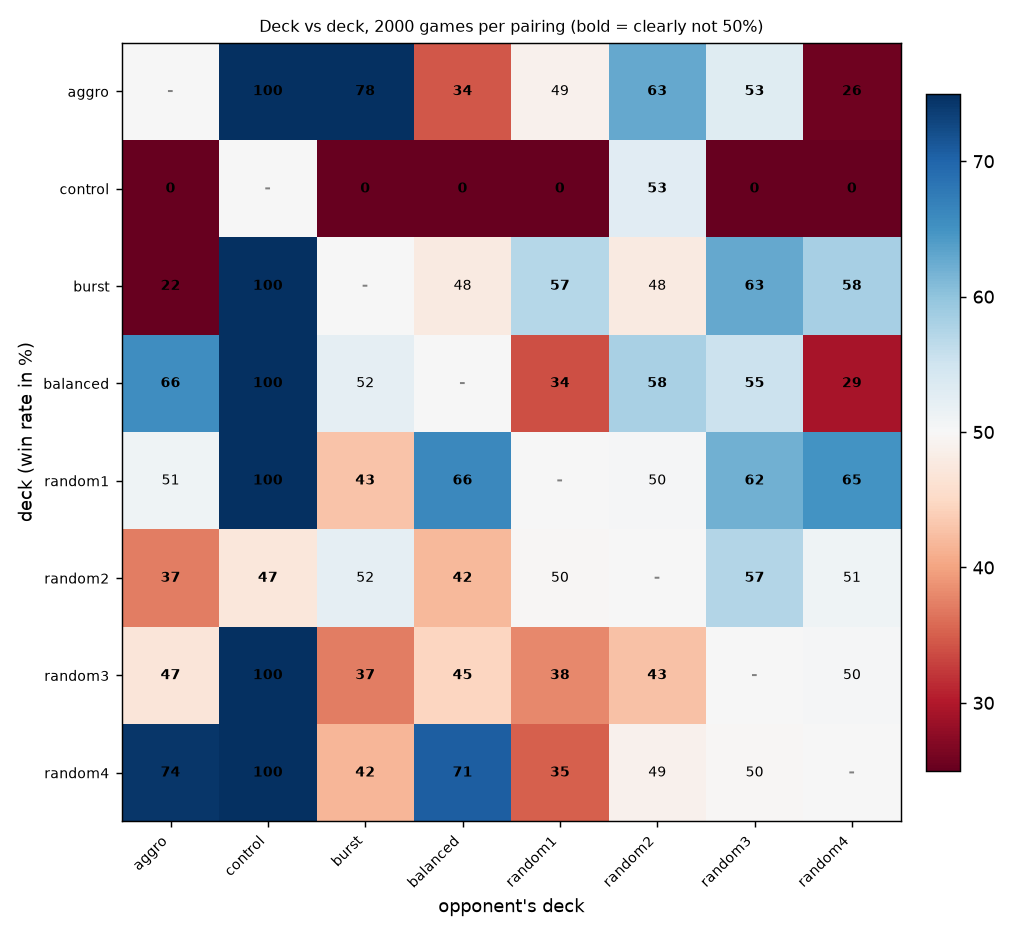 Deck vs deck, 2000 games per pairing (bold = clearly not 50%)
aggro - 100 78 34 49 63 53 26
control 0 - 0 0 0 53 0 0
burst 22 100 - 48 57 48 63 58
balanced 66 100 52 - 34 58 55 29
random1 51 100 43 66 - 50 62 65
random2 37 47 52 42 50 - 57 51
random3 47 100 37 45 38 43 - 50
random4 74 100 42 71 35 49 50 -
aggro control burst balanced random1 random2 random3 random4
opponent's deck
deck (win rate in %)
70
60
50
40
30